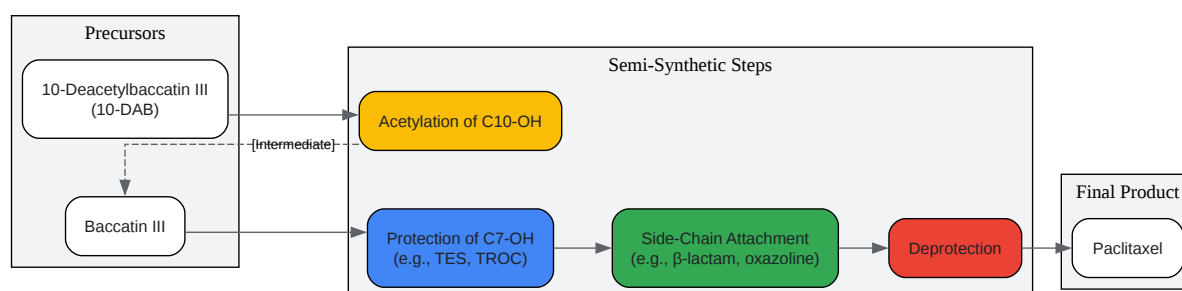 Precursors
10-Deacetylbaccatin III
(10-DAB)
Baccatin III
Semi-Synthetic Steps
Acetylation of C10-OH
[Intermediate]
Protection of C7-OH
(e.g., TES, TROC)
Side-Chain Attachment
(e.g., β-lactam, oxazoline)
Deprotection
Final Product
Paclitaxel